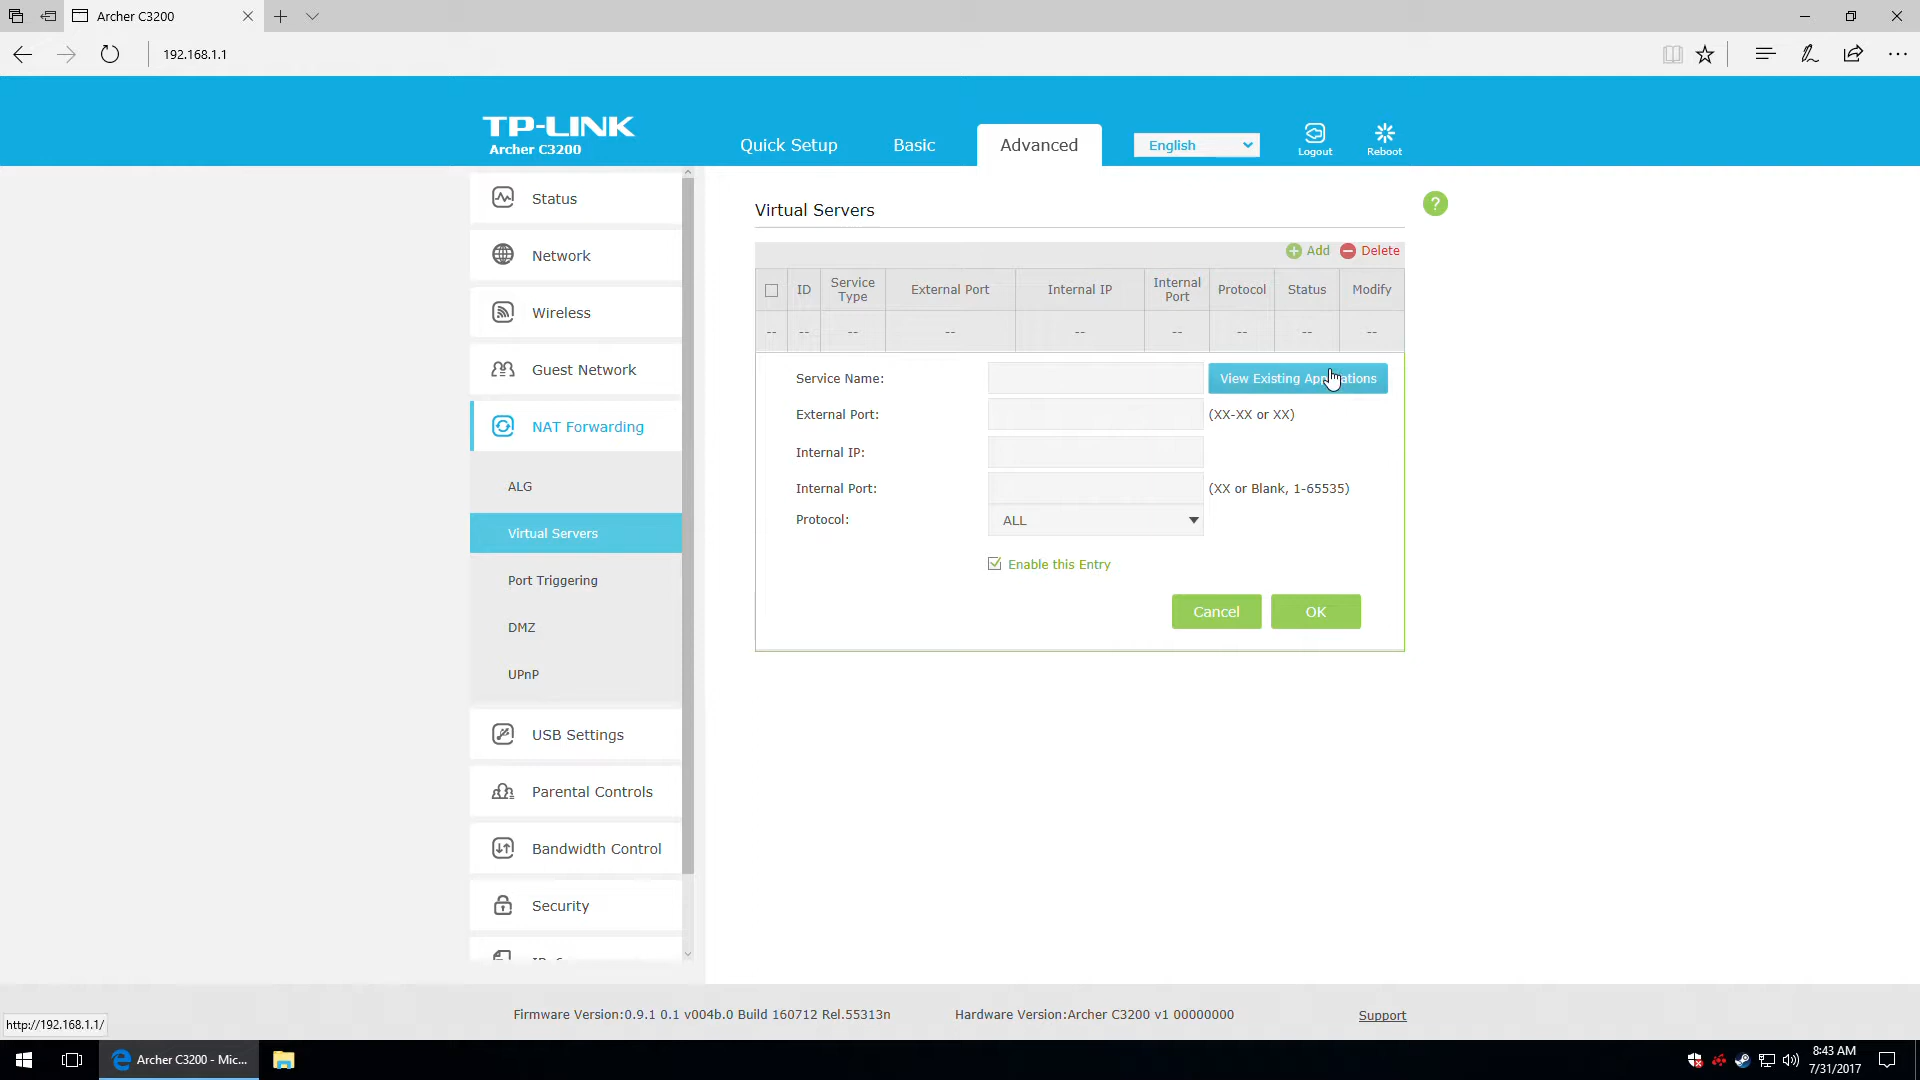 Archer C3200
192.168.1.1
TP-LINK
Archer C3200
Quick Setup
Basic
Advanced
English
Logout
Reboot
Status
Network
Wireless
Guest Network
NAT Forwarding
ALG
Virtual Servers
Port Triggering
DMZ
UPnP
USB Settings
Parental Controls
Bandwidth Control
Security
Virtual Servers
?
Add Delete
ID Service Type External Port Internal IP Internal Port Protocol Status Modify
-- -- -- -- -- -- -- -- --
Service Name: View Existing Applications
External Port: (XX-XX or XX)
Internal IP:
Internal Port: (XX or Blank, 1-65535)
Protocol: ALL
Enable this Entry
Cancel OK
Firmware Version:0.9.1 0.1 v004b.0 Build 160712 Rel.55313n Hardware Version:Archer C3200 v1 00000000 Support
http://192.168.1.1/
Archer C3200 - Mic...
8:43 AM
7/31/2017